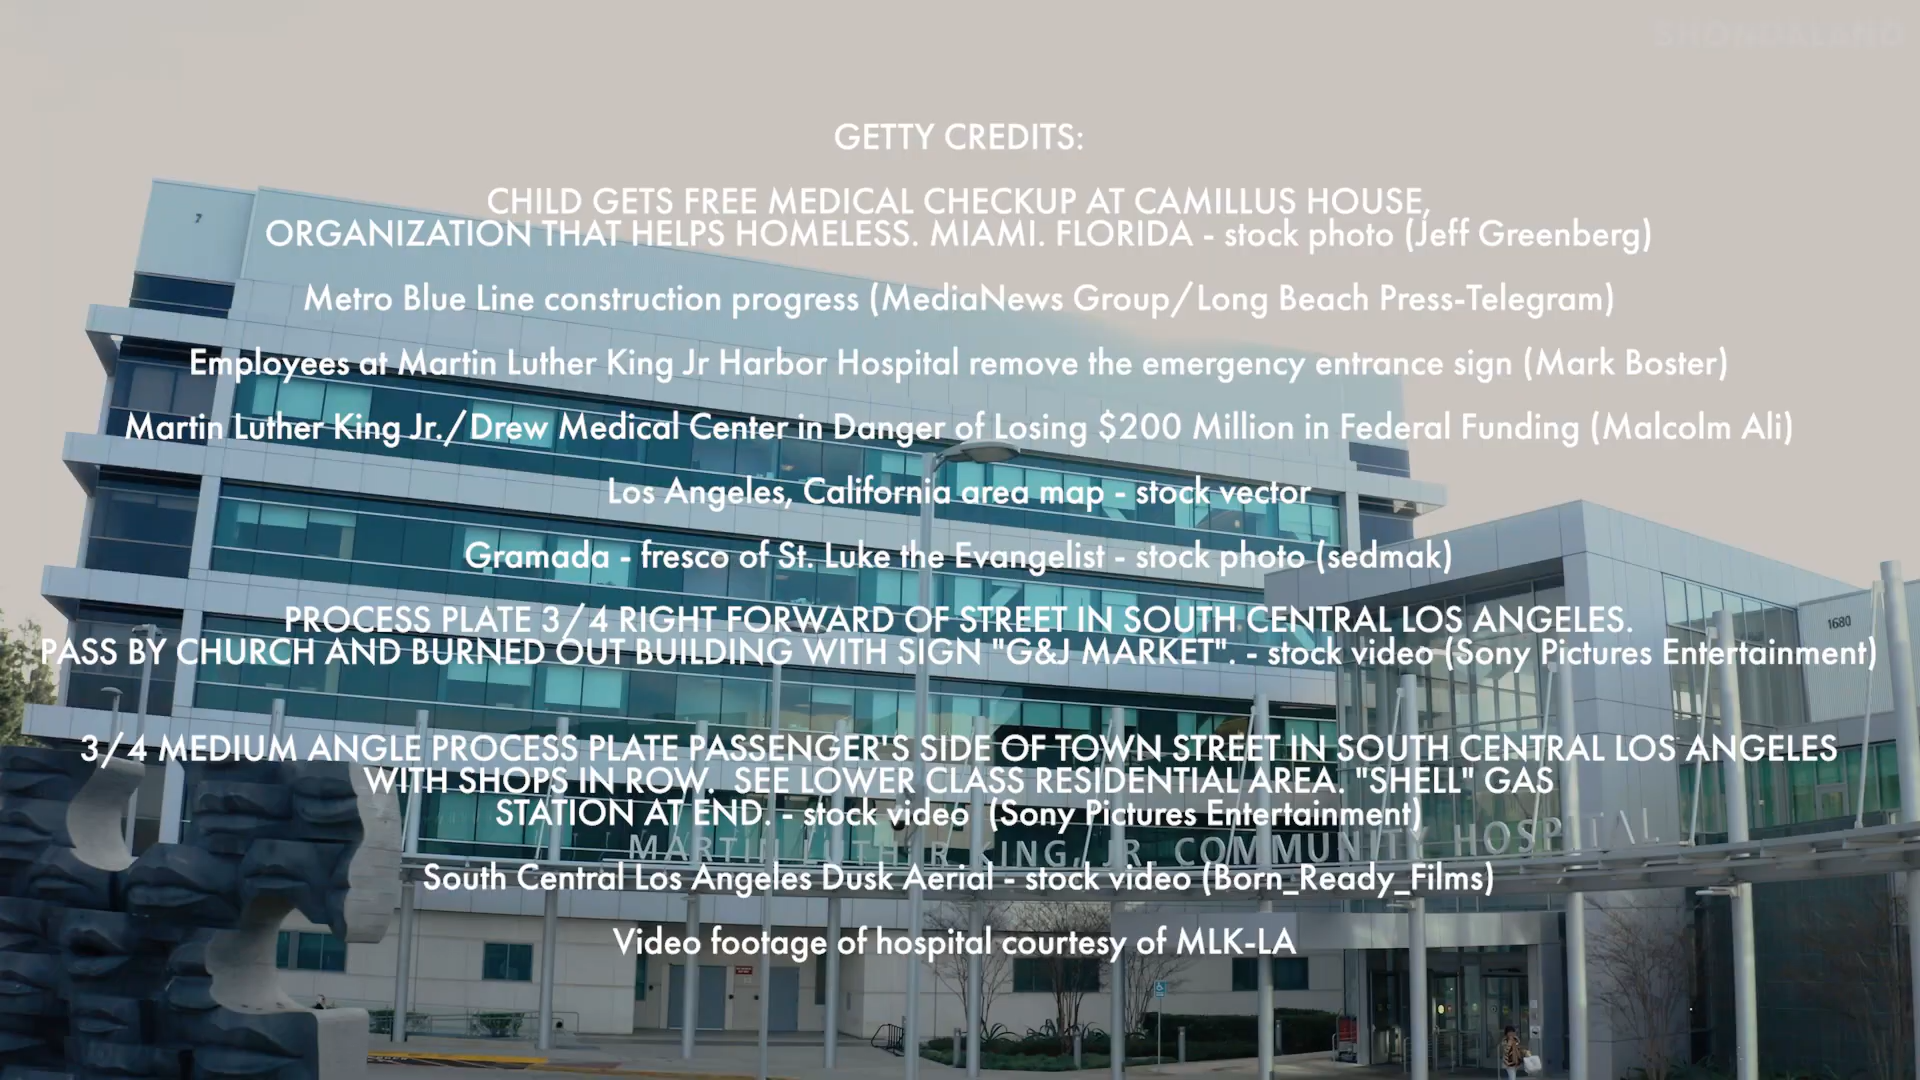 SHONDALAND
GETTY CREDITS:
CHILD GETS FREE MEDICAL CHECKUP AT CAMILLUS HOUSE,
ORGANIZATION THAT HELPS HOMELESS. MIAMI. FLORIDA - stock photo (Jeff Greenberg)
Metro Blue Line construction progress (MediaNews Group/Long Beach Press-Telegram)
Employees at Martin Luther King Jr Harbor Hospital remove the emergency entrance sign (Mark Boster)
Martin Luther King Jr./Drew Medical Center in Danger of Losing $200 Million in Federal Funding (Malcolm Ali)
Los Angeles, California area map - stock vector
Gramada - fresco of St. Luke the Evangelist - stock photo (sedmak)
PROCESS PLATE 3/4 RIGHT FORWARD OF STREET IN SOUTH CENTRAL LOS ANGELES.
PASS BY CHURCH AND BURNED OUT BUILDING WITH SIGN "G&J MARKET". - stock video (Sony Pictures Entertainment)
3/4 MEDIUM ANGLE PROCESS PLATE PASSENGER'S SIDE OF TOWN STREET IN SOUTH CENTRAL LOS ANGELES
WITH SHOPS IN ROW. SEE LOWER CLASS RESIDENTIAL AREA. "SHELL" GAS
STATION AT END. - stock video (Sony Pictures Entertainment)
South Central Los Angeles Dusk Aerial - stock video (Born_Ready_Films)
Video footage of hospital courtesy of MLK-LA
7
1680
MARTIN LUTHER KING, JR. COMMUNITY HOSPITAL